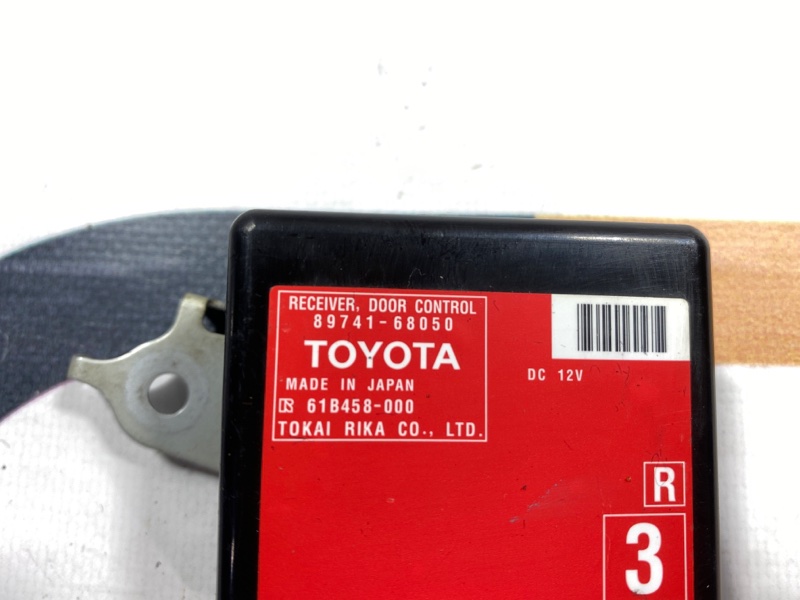 RECEIVER, DOOR CONTROL
89741-68050
TOYOTA
MADE IN JAPAN
61B458-000
TOKAI RIKA CO., LTD.
DC 12V
R
3